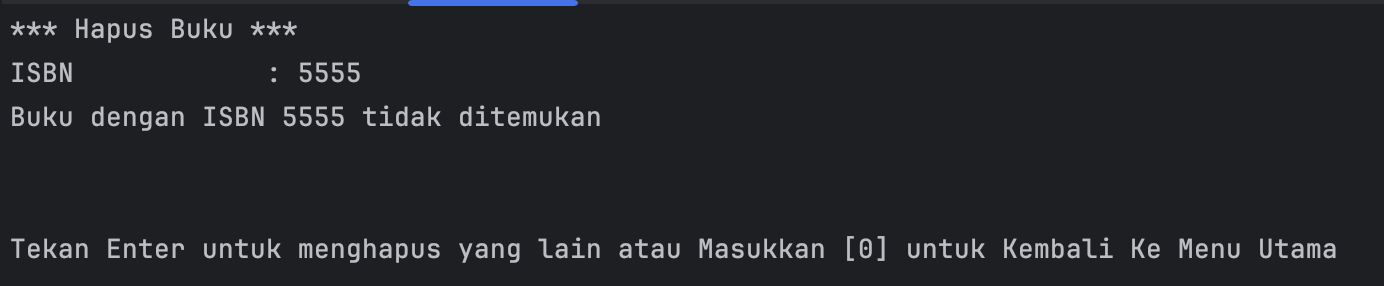 *** Hapus Buku ***
ISBN            : 5555
Buku dengan ISBN 5555 tidak ditemukan
Tekan Enter untuk menghapus yang lain atau Masukkan [0] untuk Kembali Ke Menu Utama